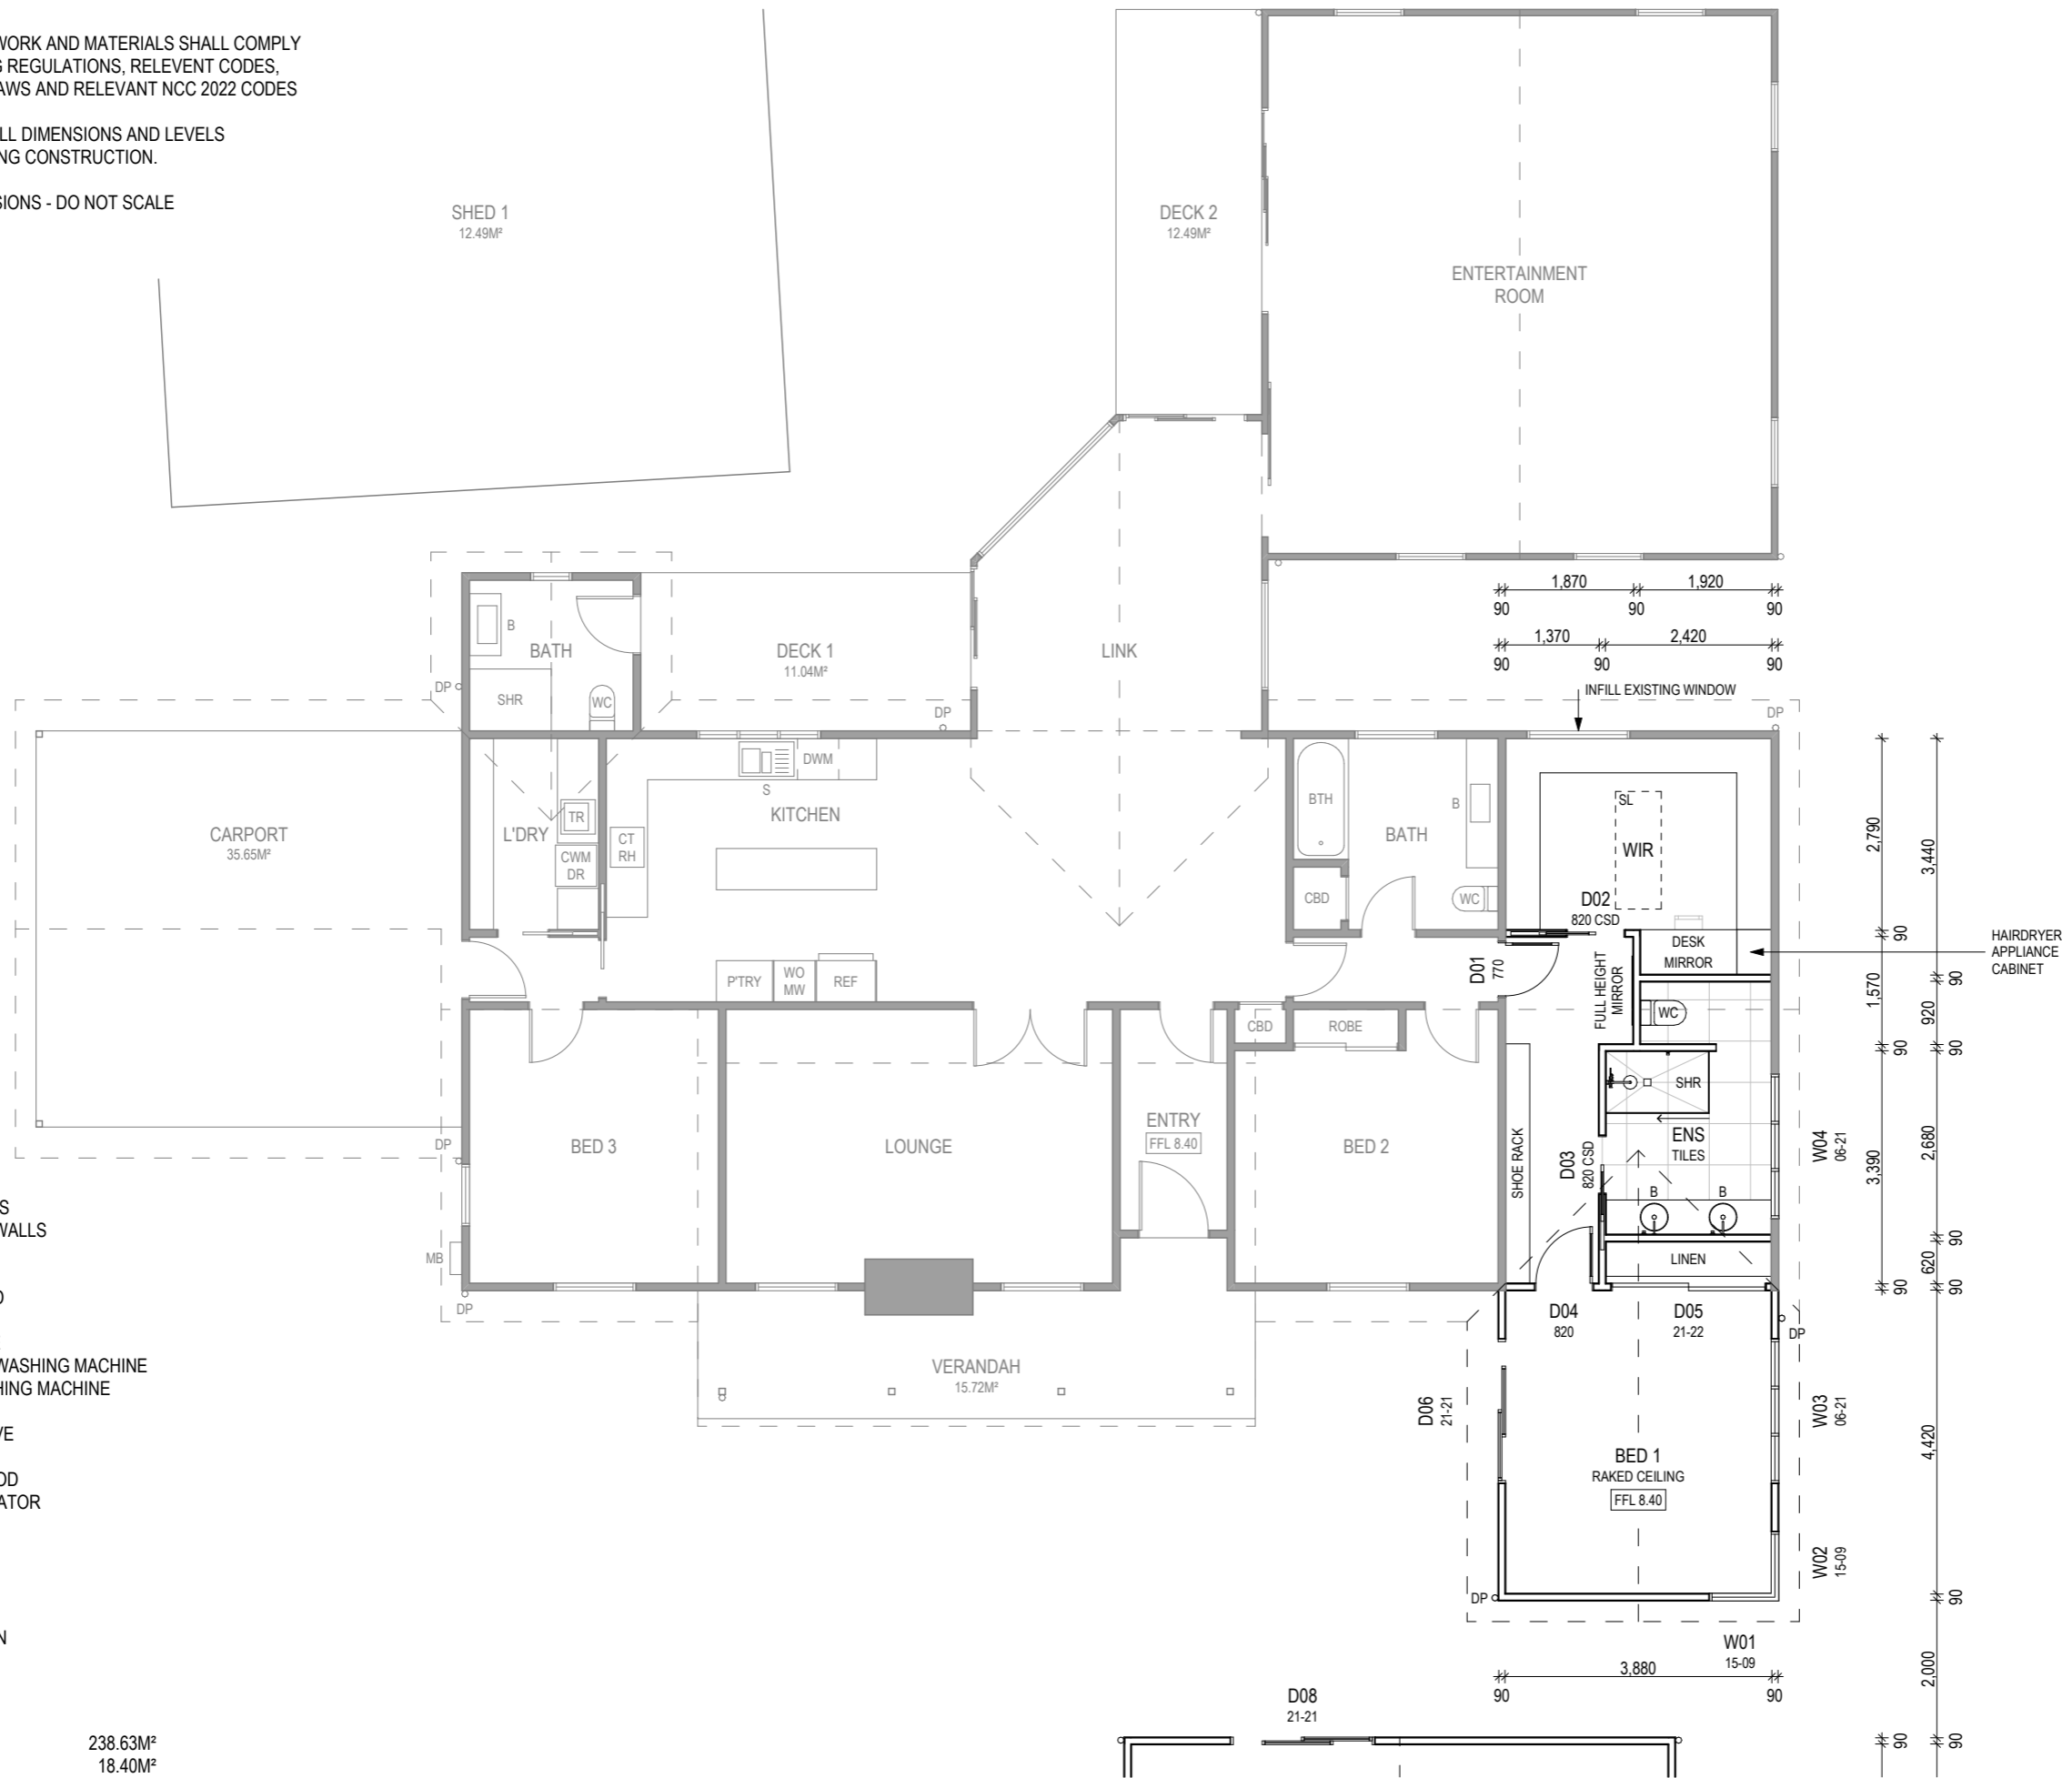 WORK AND MATERIALS SHALL COMPLY
G REGULATIONS, RELEVENT CODES,
AWS AND RELEVANT NCC 2022 CODES
LL DIMENSIONS AND LEVELS
NG CONSTRUCTION.
SIONS - DO NOT SCALE
SHED 1
12.49M²
DECK 2
12.49M²
ENTERTAINMENT
ROOM
1,870
1,920
90
90
90
1,370
2,420
90
90
90
INFILL EXISTING WINDOW
B
BATH
SHR
WC
DP
DECK 1
11.04M²
DP
LINK
DP
CARPORT
35.65M²
L'DRY
TR
CWM
DR
CT
RH
S
DWM
KITCHEN
P'TRY
WO
MW
REF
BTH
CBD
B
BATH
WC
SL
WIR
D02
820 CSD
DESK
MIRROR
HAIRDRYER
APPLIANCE
CABINET
D01
770
FULL HEIGHT
MIRROR
WC
CBD
ROBE
SHR
ENS
TILES
B
B
LINEN
SHOE RACK
D03
820 CSD
DP
MB
DP
BED 3
LOUNGE
ENTRY
FFL 8.40
BED 2
W04
06-21
2,790
90
1,570
90
3,390
90
3,440
90
920
90
2,680
90
620
90
4,420
90
2,000
90
90
D04
820
D05
21-22
DP
D06
21-21
W03
06-21
BED 1
RAKED CEILING
FFL 8.40
W02
15-09
DP
W01
15-09
3,880
90
90
VERANDAH
15.72M²
D08
21-21
S
WALLS
D
WASHING MACHINE
HING MACHINE
VE
OD
ATOR
N
238.63M²
18.40M²